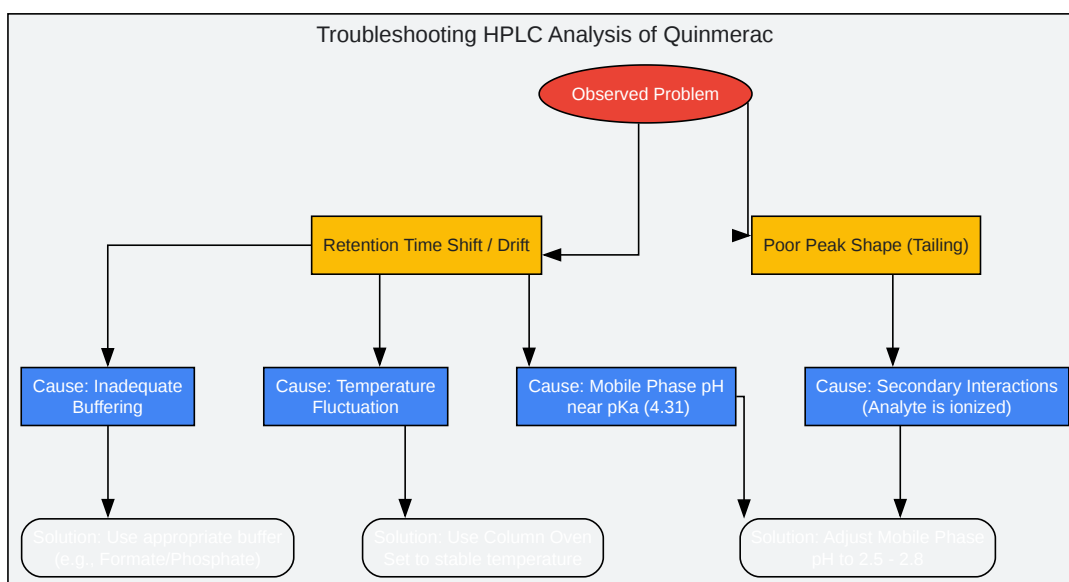 Troubleshooting HPLC Analysis of Quinmerac
Observed Problem
Retention Time Shift / Drift
Poor Peak Shape (Tailing)
Cause: Inadequate
Buffering
Cause: Temperature
Fluctuation
Cause: Mobile Phase pH
near pKa (4.31)
Cause: Secondary Interactions
(Analyte is ionized)
Solution: Use appropriate buffer
(e.g., Formate/Phosphate)
Solution: Use Column Oven
Set to stable temperature
Solution: Adjust Mobile Phase
pH to 2.5 - 2.8